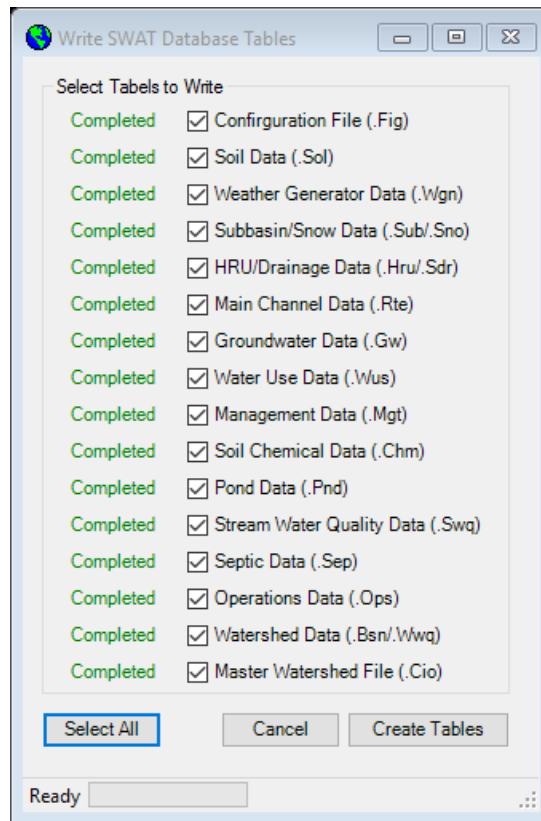 Write SWAT Database Tables
Select Tabels to Write
Completed Confirguration File (.Fig)
Completed Soil Data (.Sol)
Completed Weather Generator Data (.Wgn)
Completed Subbasin/Snow Data (.Sub/.Sno)
Completed HRU/Drainage Data (.Hru/.Sdr)
Completed Main Channel Data (.Rte)
Completed Groundwater Data (.Gw)
Completed Water Use Data (.Wus)
Completed Management Data (.Mgt)
Completed Soil Chemical Data (.Chm)
Completed Pond Data (.Pnd)
Completed Stream Water Quality Data (.Swq)
Completed Septic Data (.Sep)
Completed Operations Data (.Ops)
Completed Watershed Data (.Bsn/.Wwq)
Completed Master Watershed File (.Cio)
Select All Cancel Create Tables
Ready